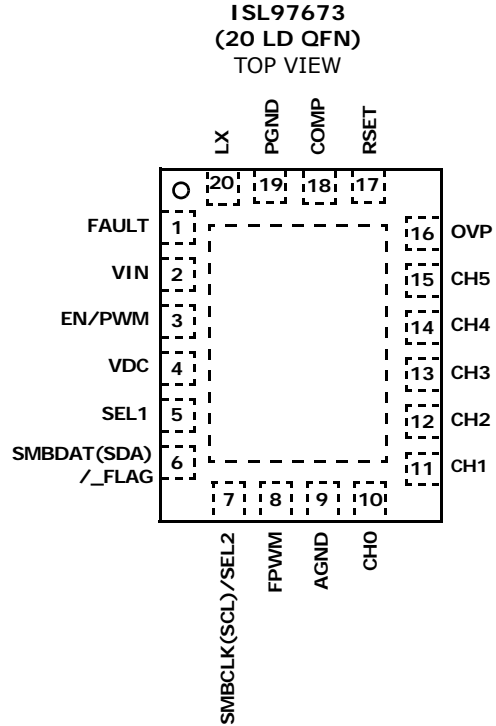 ISL97673
(20 LD QFN)
TOP VIEW
LX
PGND
COMP
RSET
20
19
18
17
FAULT
1
16
OVP
VIN
2
15
CH5
EN/PWM
3
14
CH4
VDC
4
13
CH3
SEL1
5
12
CH2
SMBDAT(SDA)
/_FLAG
6
11
CH1
7
8
9
10
SMBCLK(SCL)/SEL2
FPWM
AGND
CH0